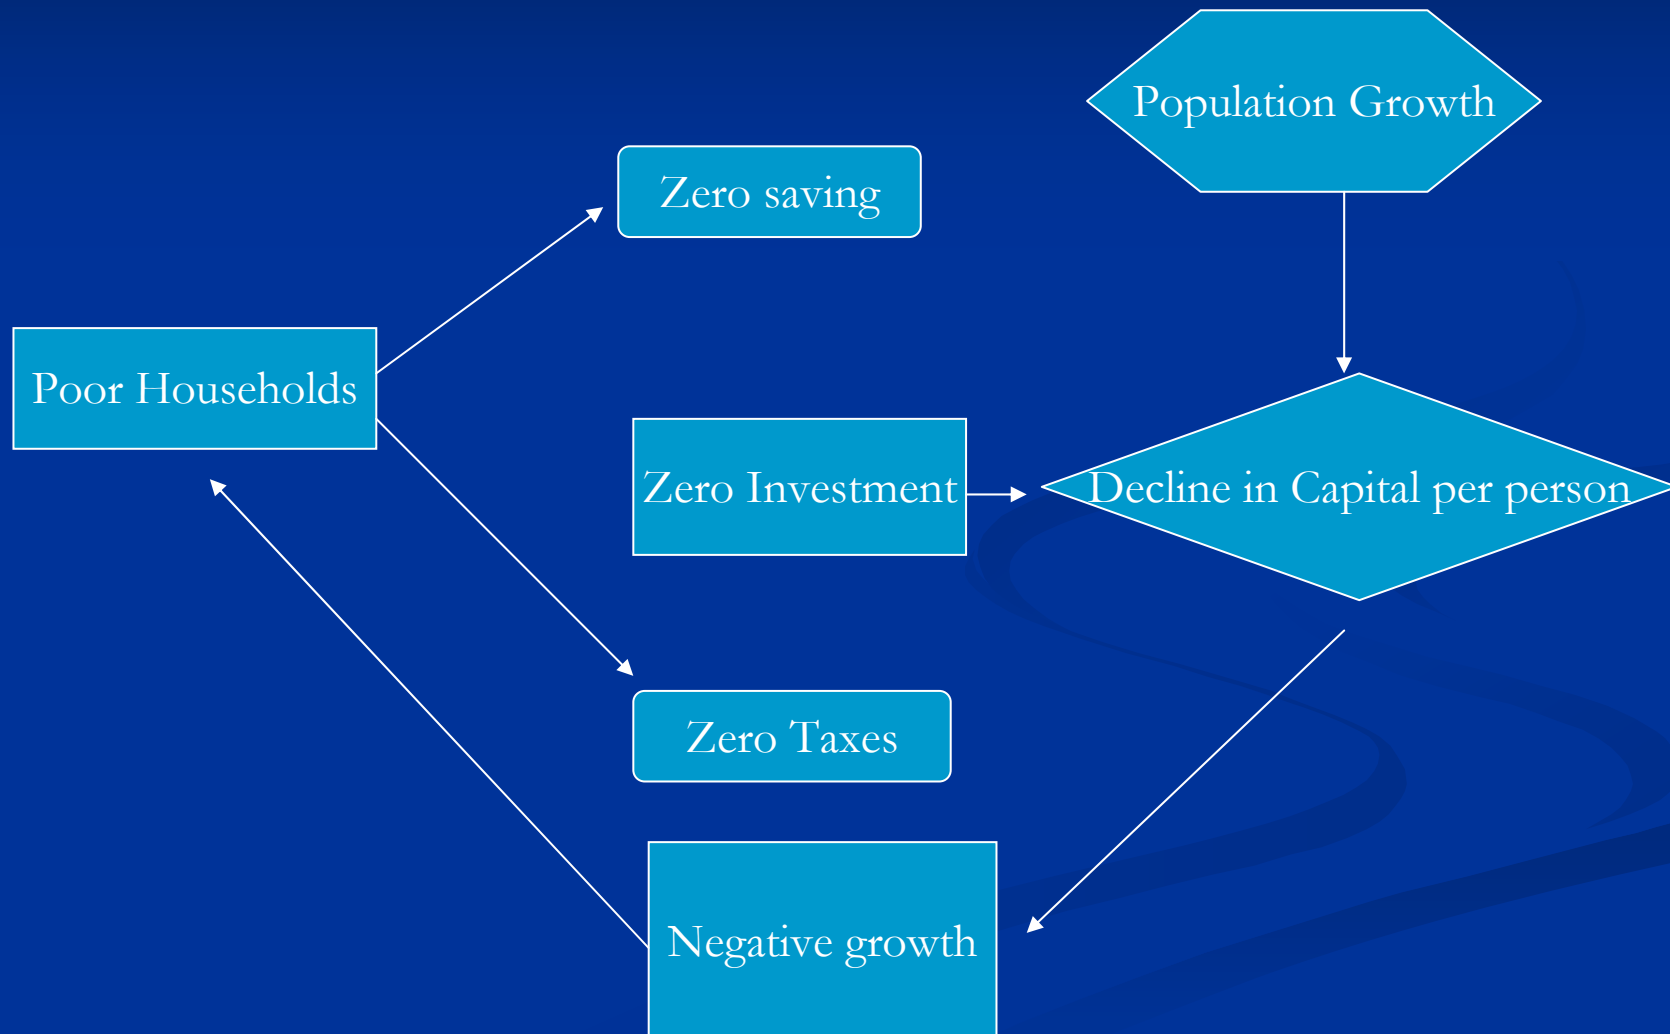 Population Growth
Zero saving
Poor Households
Zero Investment
Decline in Capital per person
Zero Taxes
Negative growth